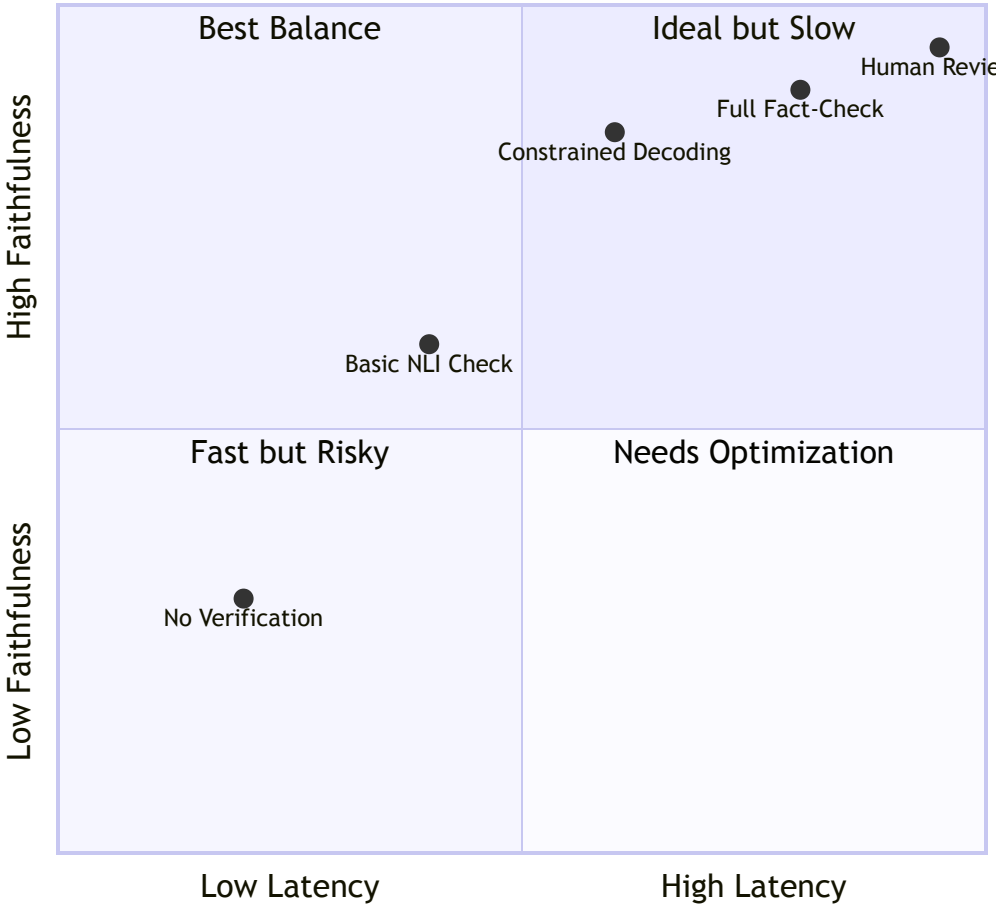 Best Balance
Ideal but Slow
Human Revie
Full Fact-Check
Constrained Decoding
High Faithfulness
Basic NLI Check
Fast but Risky
Needs Optimization
No Verification
Low Faithfulness
Low Latency
High Latency